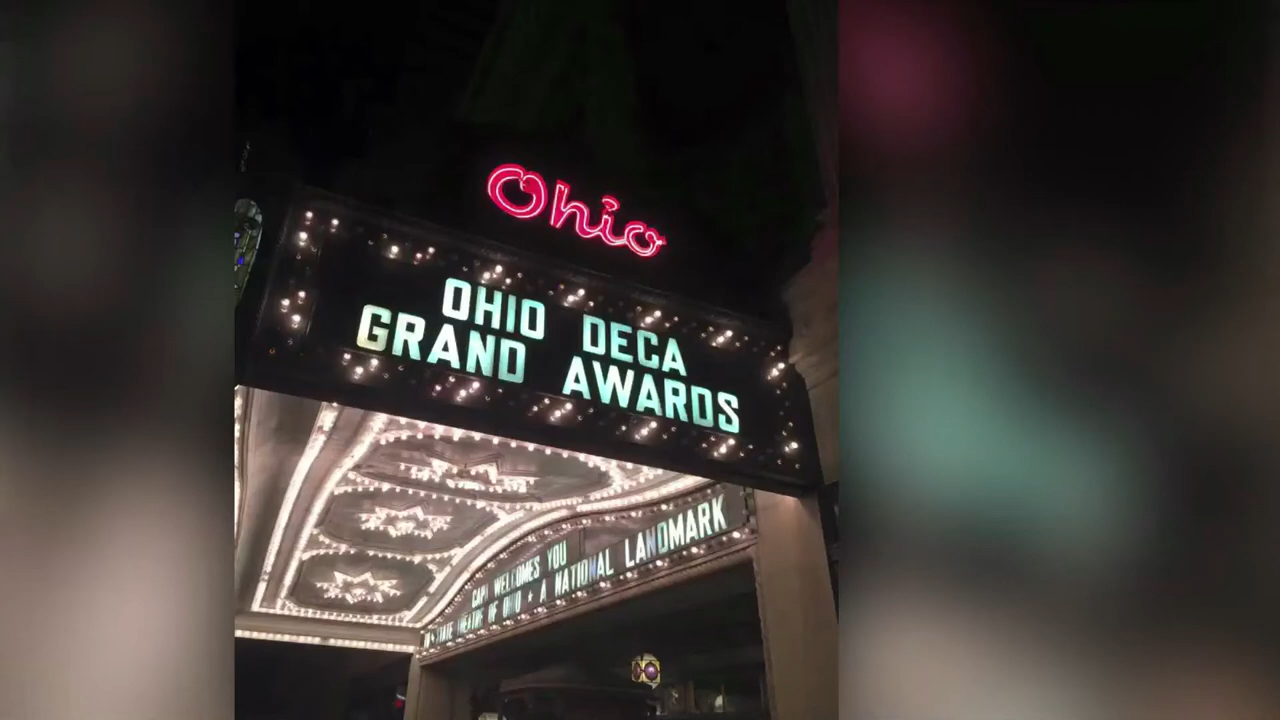 Ohio
OHIO DECA
GRAND AWARDS
CAPA WELCOMES YOU
STATE THEATRE OF OHIO • A NATIONAL LANDMARK